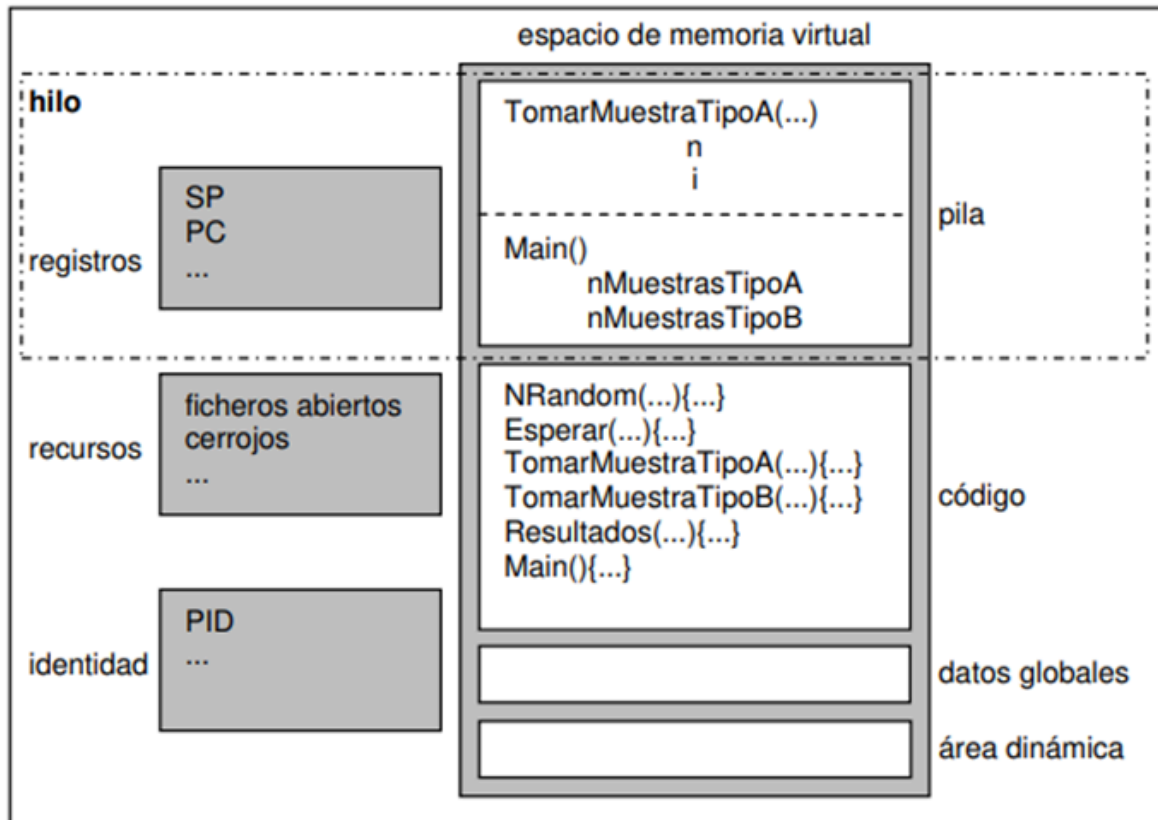 espacio de memoria virtual
hilo
TomarMuestraTipoA(...)
n
i
SP
PC
...
registros
pila
Main()
nMuestrasTipoA
nMuestrasTipoB
ficheros abiertos
cerrojos
...
recursos
NRandom(...){...}
Esperar(...){...}
TomarMuestraTipoA(...){...}
TomarMuestraTipoB(...){...}
Resultados(...){...}
Main(){...}
código
PID
...
identidad
datos globales
área dinámica